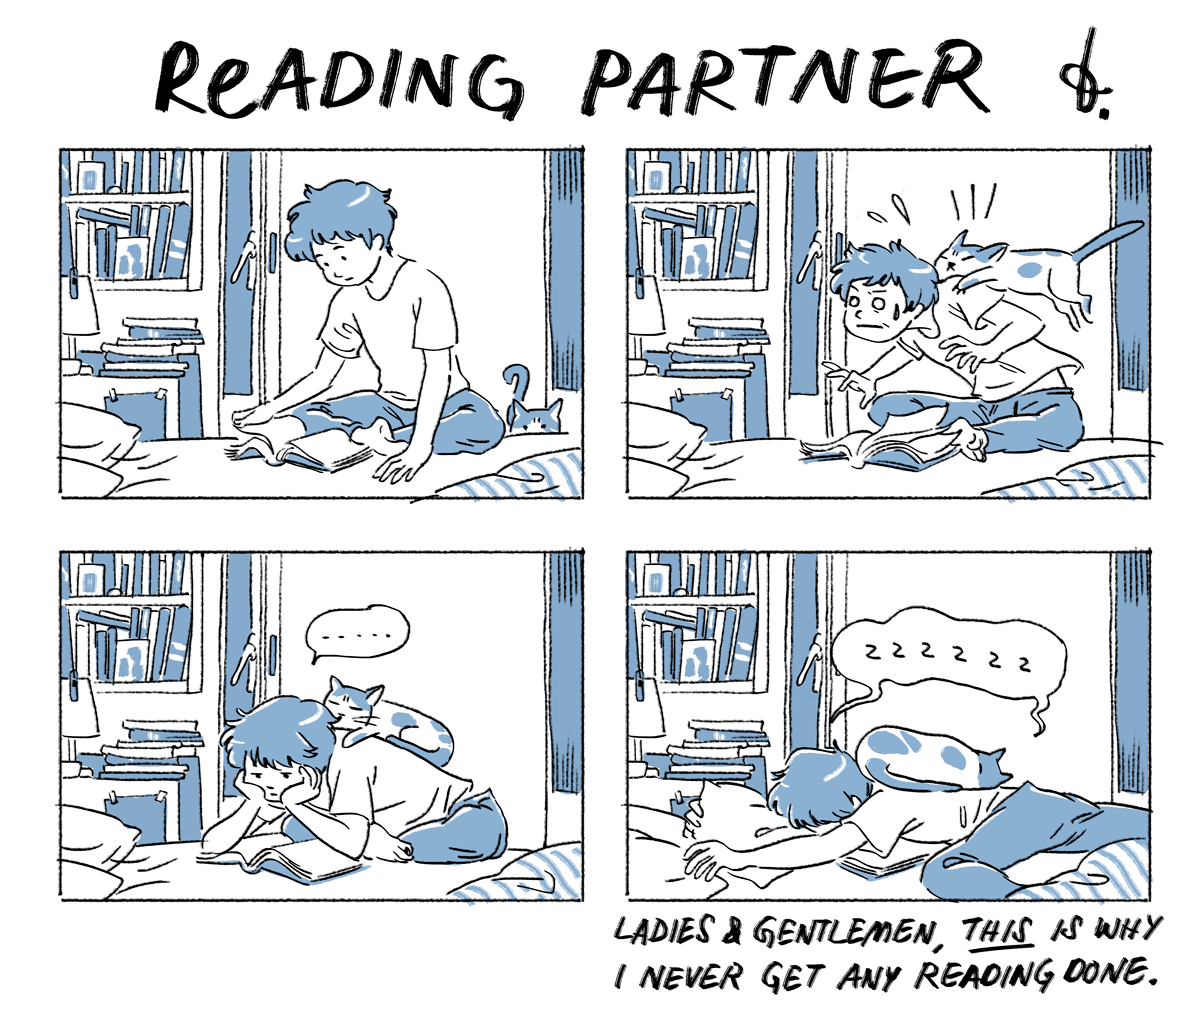 READING PARTNER
------
zzzzzz
LADIES & GENTLEMEN, THIS IS WHY
I NEVER GET ANY READING DONE.